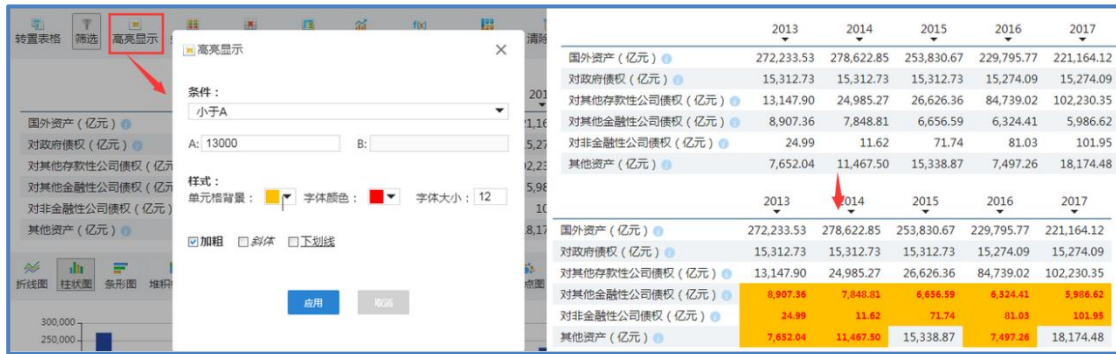 转置表格 筛选 高亮显示 f(x) 清除
高亮显示
条件：
小于A
A: 13000 B:
样式：
单元格背景： 字体颜色： 字体大小： 12
加粗 斜体 下划线
应用 取消
国外资产（亿元）
对政府债权（亿元）
对其他存款性公司债权（亿元
对其他金融性公司债权（亿元
对非金融性公司债权（亿元）
其他资产（亿元）
折线图 柱状图 条形图 堆积 点图
300,000
250,000
2013 2014 2015 2016 2017
国外资产（亿元） 272,233.53 278,622.85 253,830.67 229,795.77 221,164.12
对政府债权（亿元） 15,312.73 15,312.73 15,312.73 15,274.09 15,274.09
对其他存款性公司债权（亿元） 13,147.90 24,985.27 26,626.36 84,739.02 102,230.35
对其他金融性公司债权（亿元） 8,907.36 7,848.81 6,656.59 6,324.41 5,986.62
对非金融性公司债权（亿元） 24.99 11.62 71.74 81.03 101.95
其他资产（亿元） 7,652.04 11,467.50 15,338.87 7,497.26 18,174.48
2013 2014 2015 2016 2017
国外资产（亿元） 272,233.53 278,622.85 253,830.67 229,795.77 221,164.12
对政府债权（亿元） 15,312.73 15,312.73 15,312.73 15,274.09 15,274.09
对其他存款性公司债权（亿元） 13,147.90 24,985.27 26,626.36 84,739.02 102,230.35
对其他金融性公司债权（亿元） 8,907.36 7,848.81 6,656.59 6,324.41 5,986.62
对非金融性公司债权（亿元） 24.99 11.62 71.74 81.03 101.95
其他资产（亿元） 7,652.04 11,467.50 15,338.87 7,497.26 18,174.48